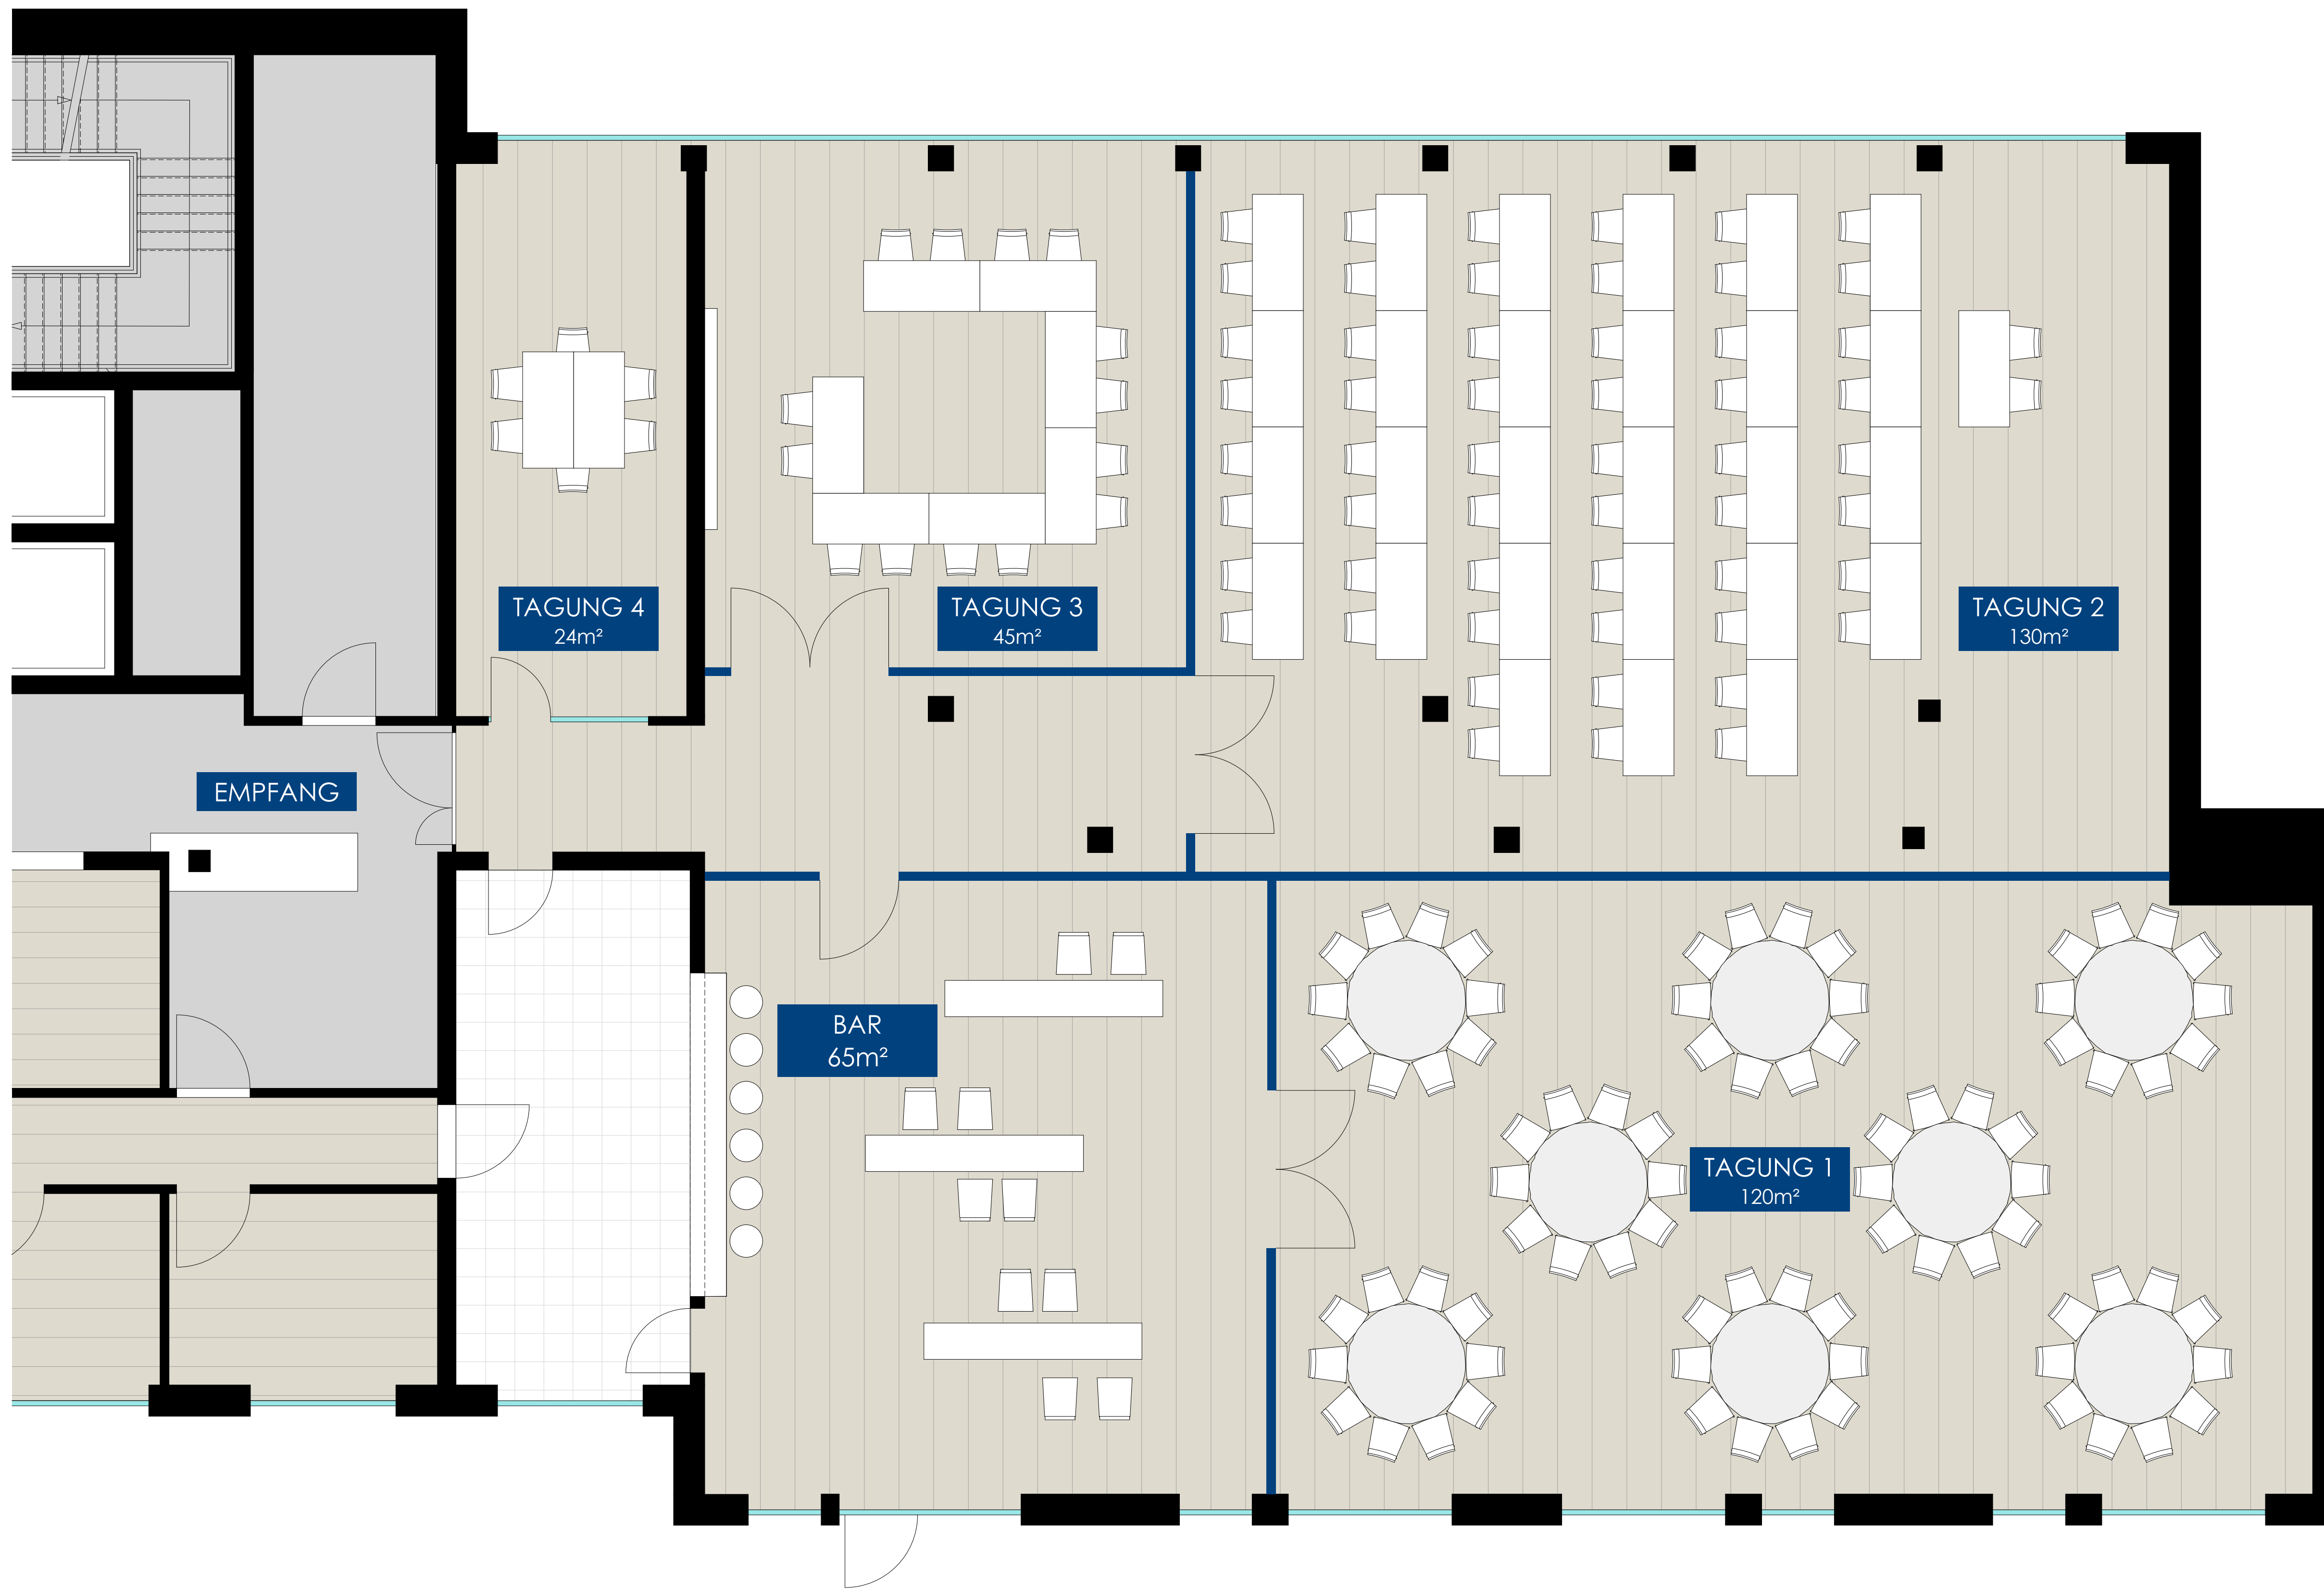 TAGUNG 4
24m²
TAGUNG 3
45m²
TAGUNG 2
130m²
EMPFANG
BAR
65m²
TAGUNG 1
120m²